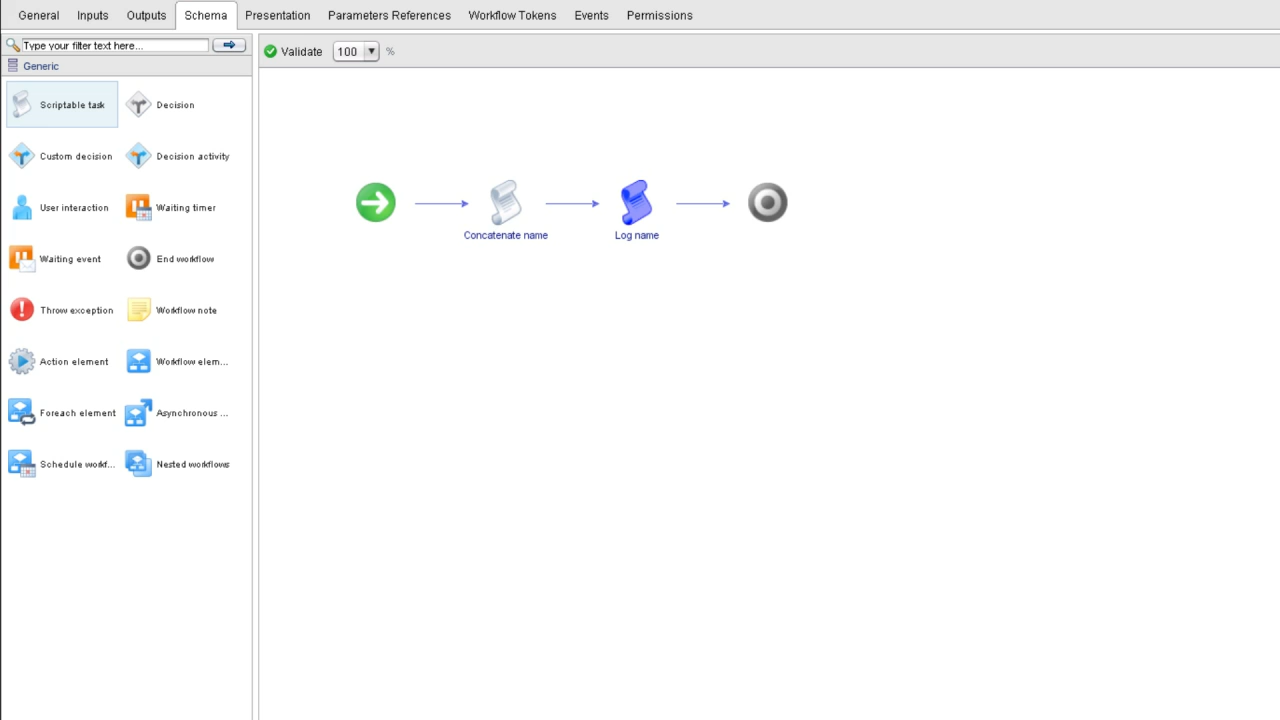 General Inputs Outputs Schema Presentation Parameters References Workflow Tokens Events Permissions
Type your filter text here...
Generic
Validate 100 %
Scriptable task Decision
Custom decision Decision activity
User interaction Waiting timer
Waiting event End workflow
Throw exception Workflow note
Action element Workflow elem...
Foreach element Asynchronous ...
Schedule workf... Nested workflows
Concatenate name Log name